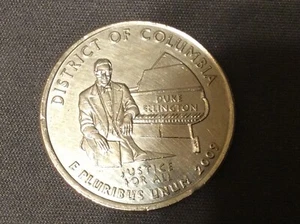 DISTRICT OF COLUMBIA
DUKE
ELLINGTON
JUSTICE
FOR ALL
E PLURIBUS UNUM 2009